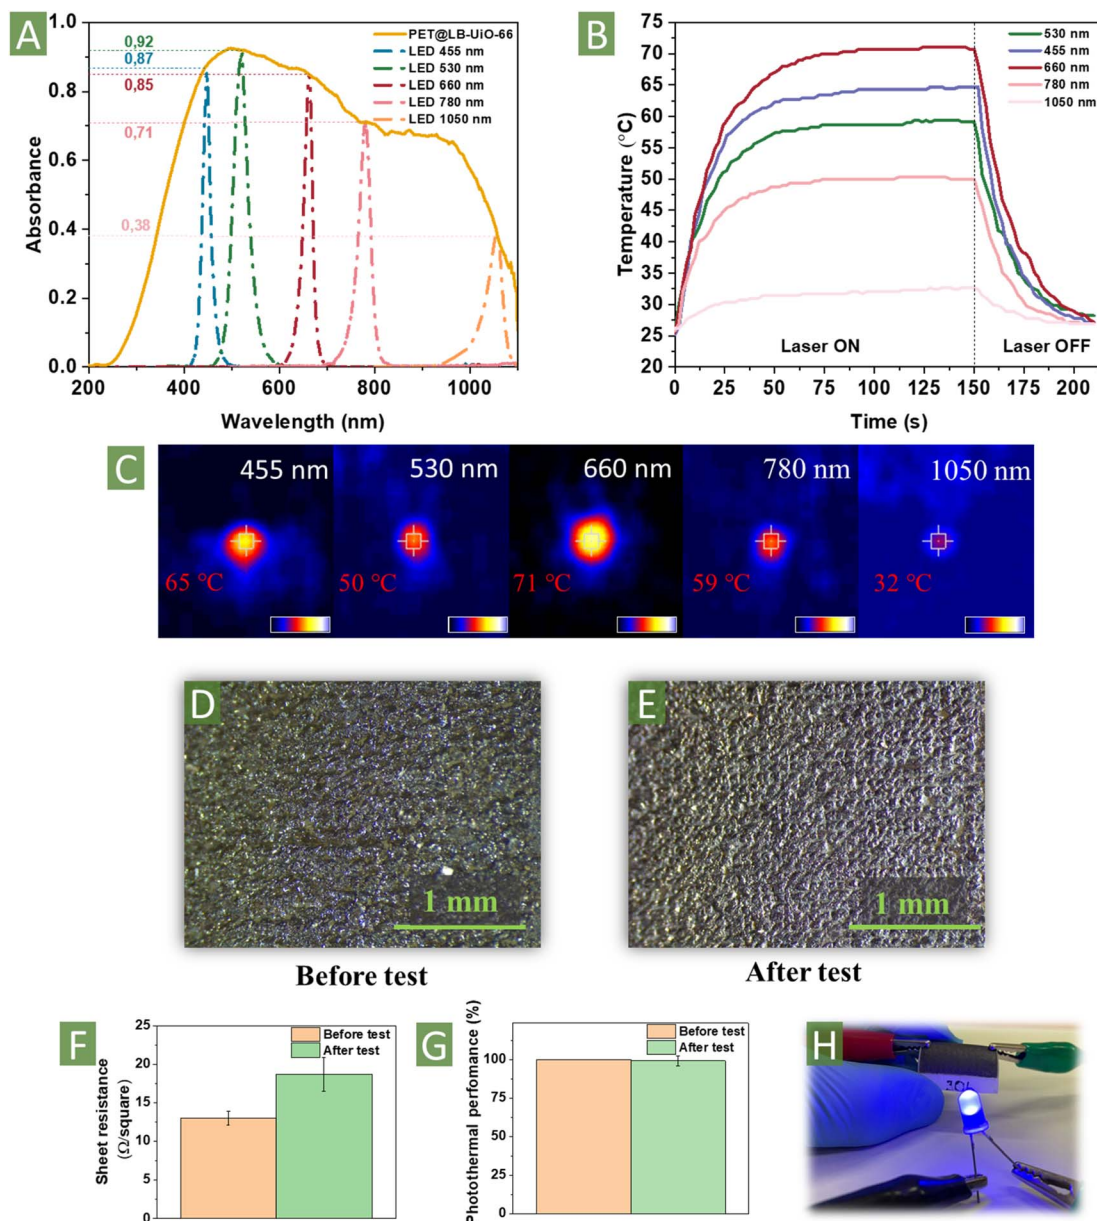 A
Absorbance
1.0
0.8
0.6
0.4
0.2
0.0
0,92
0,87
0,85
0,71
0,38
PET@LB-UiO-66
LED 455 nm
LED 530 nm
LED 660 nm
LED 780 nm
LED 1050 nm
200 400 600 800 1000
Wavelength (nm)
B
Temperature (°C)
75
70
65
60
55
50
45
40
35
30
25
20
530 nm
455 nm
660 nm
780 nm
1050 nm
Laser ON Laser OFF
0 25 50 75 100 125 150 175 200
Time (s)
C
455 nm
65 °C
530 nm
50 °C
660 nm
71 °C
780 nm
59 °C
1050 nm
32 °C
D
1 mm
Before test
E
1 mm
After test
F
Sheet resistance
(Ω/square)
25
20
15
10
5
0
Before test
After test
G
Photothermal perfomance (%)
100
75
50
25
0
Before test
After test
H